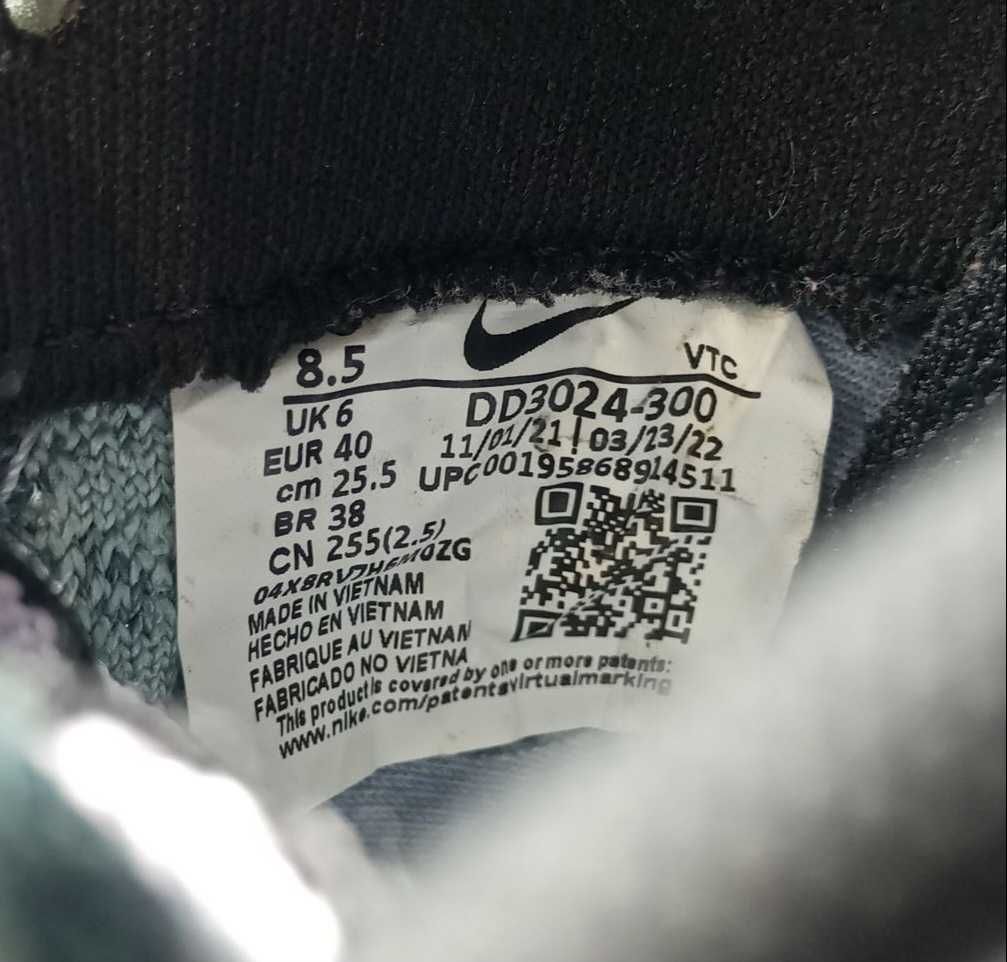 8.5
VTC
UK 6
DD3024-300
EUR 40
11/01/21 | 03/23/22
cm 25.5
UPC00195868914511
BR 38
CN 255(2.5)
MADE IN VIETNAM
HECHO EN VIETNAM
FABRIQUE AU VIETNAM
FABRICADO NO VIETNA
This product is covered by one or more patents:
www.nike.com/patentsvirtualmarking